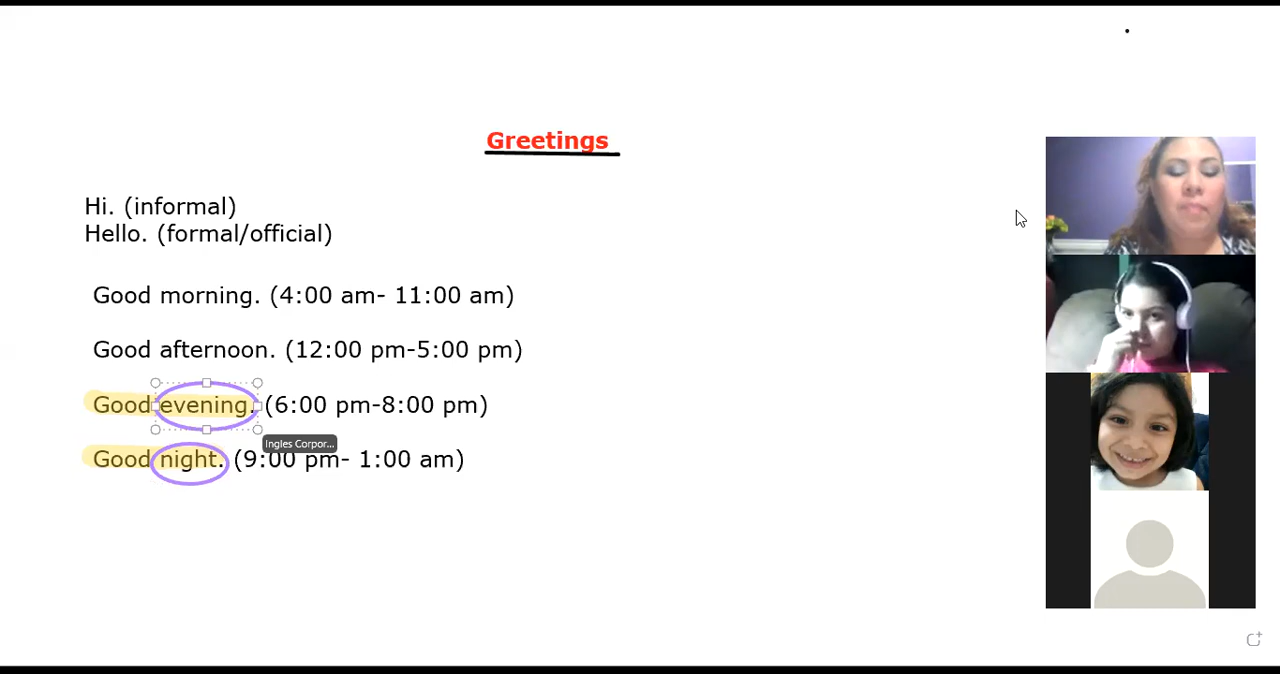 Greetings
Hi. (informal)
Hello. (formal/official)
Good morning. (4:00 am- 11:00 am)
Good afternoon. (12:00 pm-5:00 pm)
Good evening. (6:00 pm-8:00 pm)
Ingles Corpor...
Good night. (9:00 pm- 1:00 am)